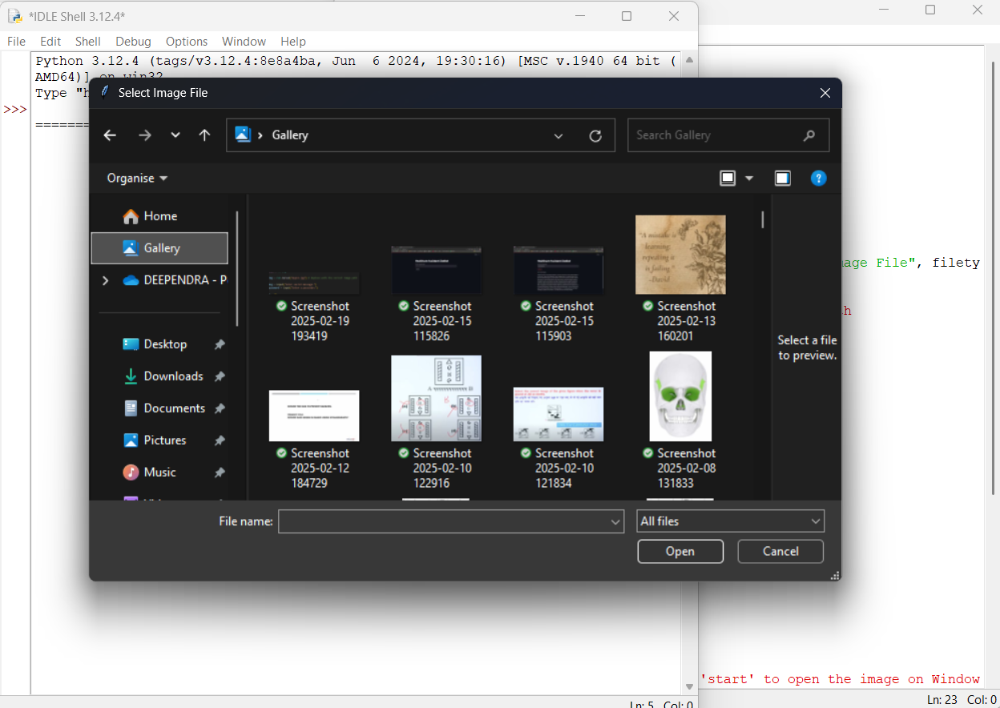 *IDLE Shell 3.12.4*
File Edit Shell Debug Options Window Help
Python 3.12.4 (tags/v3.12.4:8e8a4ba, Jun  6 2024, 19:30:16) [MSC v.1940 64 bit (
AMD64)] on win32
Type "h
>>>
=======
Select Image File
Gallery
Search Gallery
Organise
Home
Gallery
DEEPENDRA - P
Desktop
Downloads
Documents
Pictures
Music
"A mistake is
learning;
repeating it
is failing."
—David
Screenshot
2025-02-19
193419
Screenshot
2025-02-15
115826
Screenshot
2025-02-15
115903
Screenshot
2025-02-13
160201
Screenshot
2025-02-12
184729
Screenshot
2025-02-10
122916
Screenshot
2025-02-10
121834
Screenshot
2025-02-08
131833
Select a file
to preview.
File name:
All files
Open
Cancel
age File", filety
h
'start' to open the image on Window
Ln: 5 Col: 0
Ln: 23 Col: 0